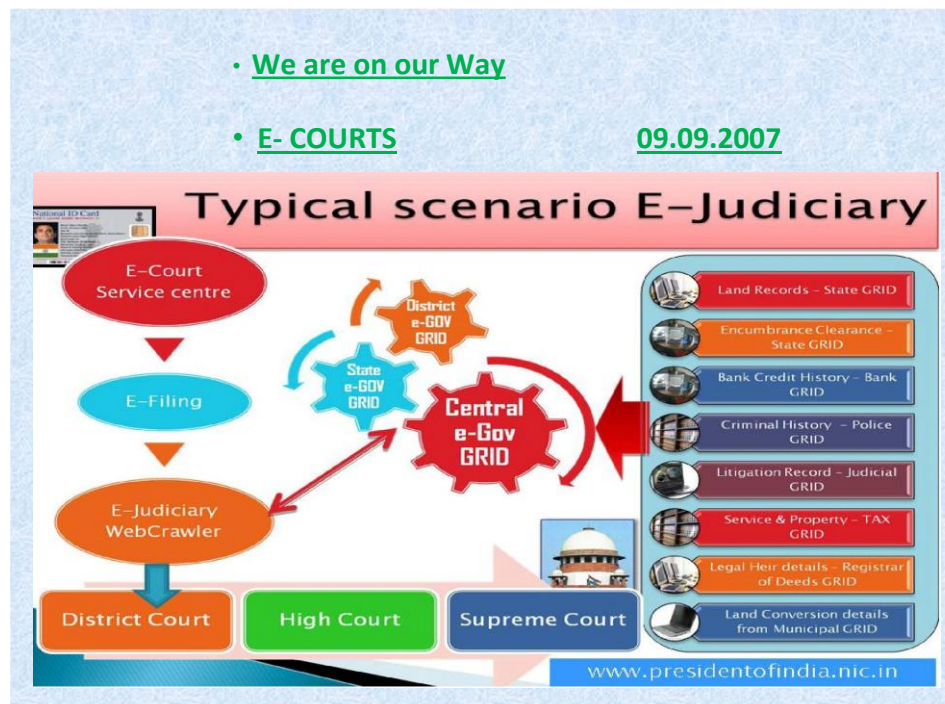 • We are on our Way
• E- COURTS 09.09.2007
National ID Card
Typical scenario E–Judiciary
E–Court
Service centre
E–Filing
E–Judiciary
WebCrawler
District
e-GOV
GRID
State
e-GOV
GRID
Central
e-Gov
GRID
Land Records – State GRID
Encumbrance Clearance –
State GRID
Bank Credit History – Bank
GRID
Criminal History – Police
GRID
Litigation Record – Judicial
GRID
Service & Property – TAX
GRID
Legal Heir details – Registrar
of Deeds GRID
Land Conversion details
from Municipal GRID
District Court
High Court
Supreme Court
www.presidentofindia.nic.in